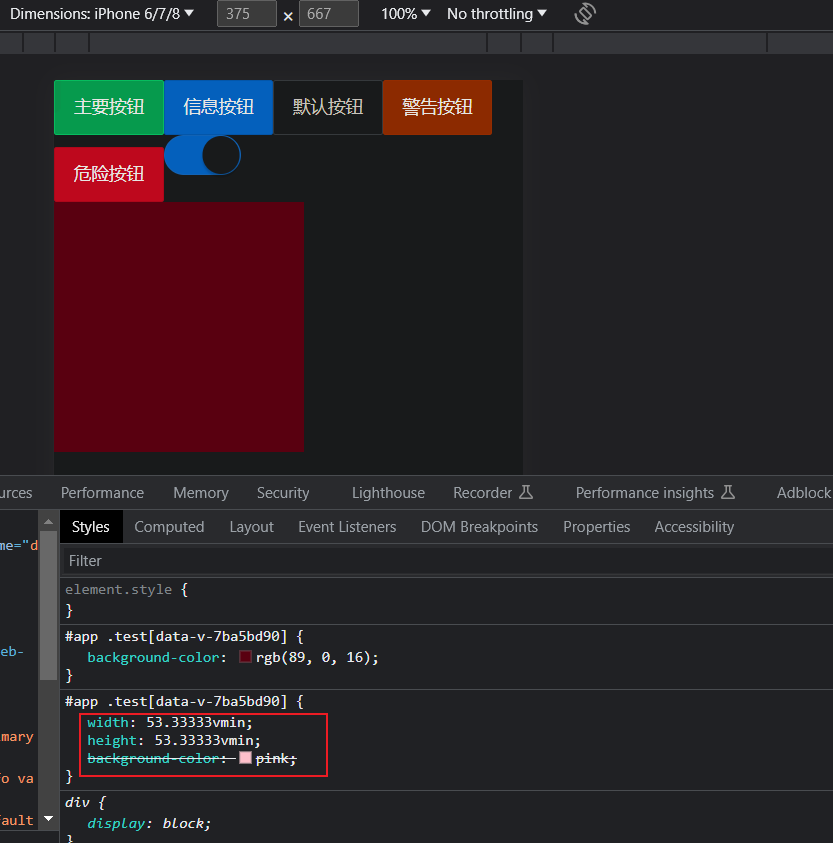 Dimensions: iPhone 6/7/8 ▼ 375 × 667 100% ▼ No throttling ▼
主要按钮 信息按钮 默认按钮 警告按钮
危险按钮
urces Performance Memory Security Lighthouse Recorder Performance insights Adblock
Styles Computed Layout Event Listeners DOM Breakpoints Properties Accessibility
me="d
Filter
element.style {
}
#app .test[data-v-7ba5bd90] {
eb-
background-color: rgb(89, 0, 16);
}
#app .test[data-v-7ba5bd90] {
width: 53.33333vmin;
mary
height: 53.33333vmin;
background-color: pink;
o va
}
div {
ault
display: block;
}